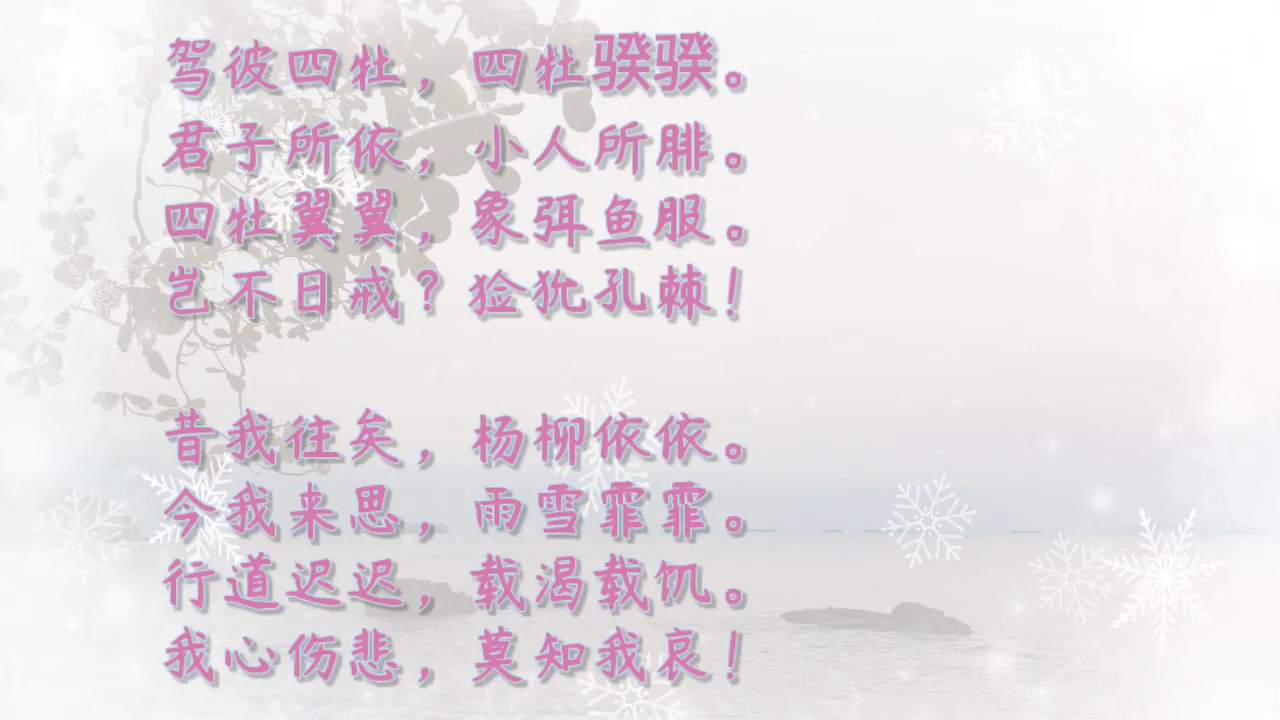 驾彼四牡，四牡骙骙。
君子所依，小人所腓。
四牡翼翼，象弭鱼服。
岂不日戒？猃狁孔棘！
昔我往矣，杨柳依依。
今我来思，雨雪霏霏。
行道迟迟，载渴载饥。
我心伤悲，莫知我哀！